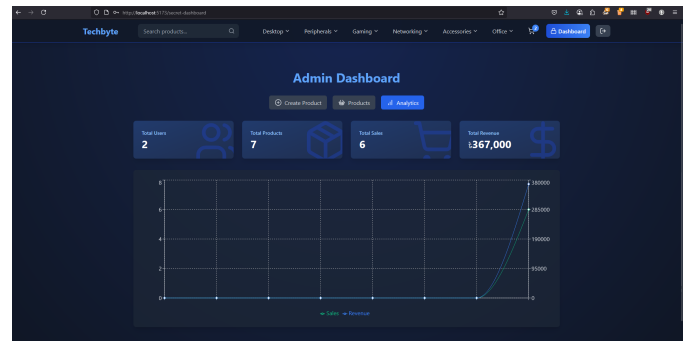 http://localhost:5173/secret-dashboard
Techbyte
Search products...
Desktop
Peripherals
Gaming
Networking
Accessories
Office
Dashboard
Admin Dashboard
Create Product
Products
Analytics
Total Users
2
Total Products
7
Total Sales
6
Total Revenue
৳367,000
8
6
4
2
0
380000
285000
190000
95000
0
Sales
Revenue